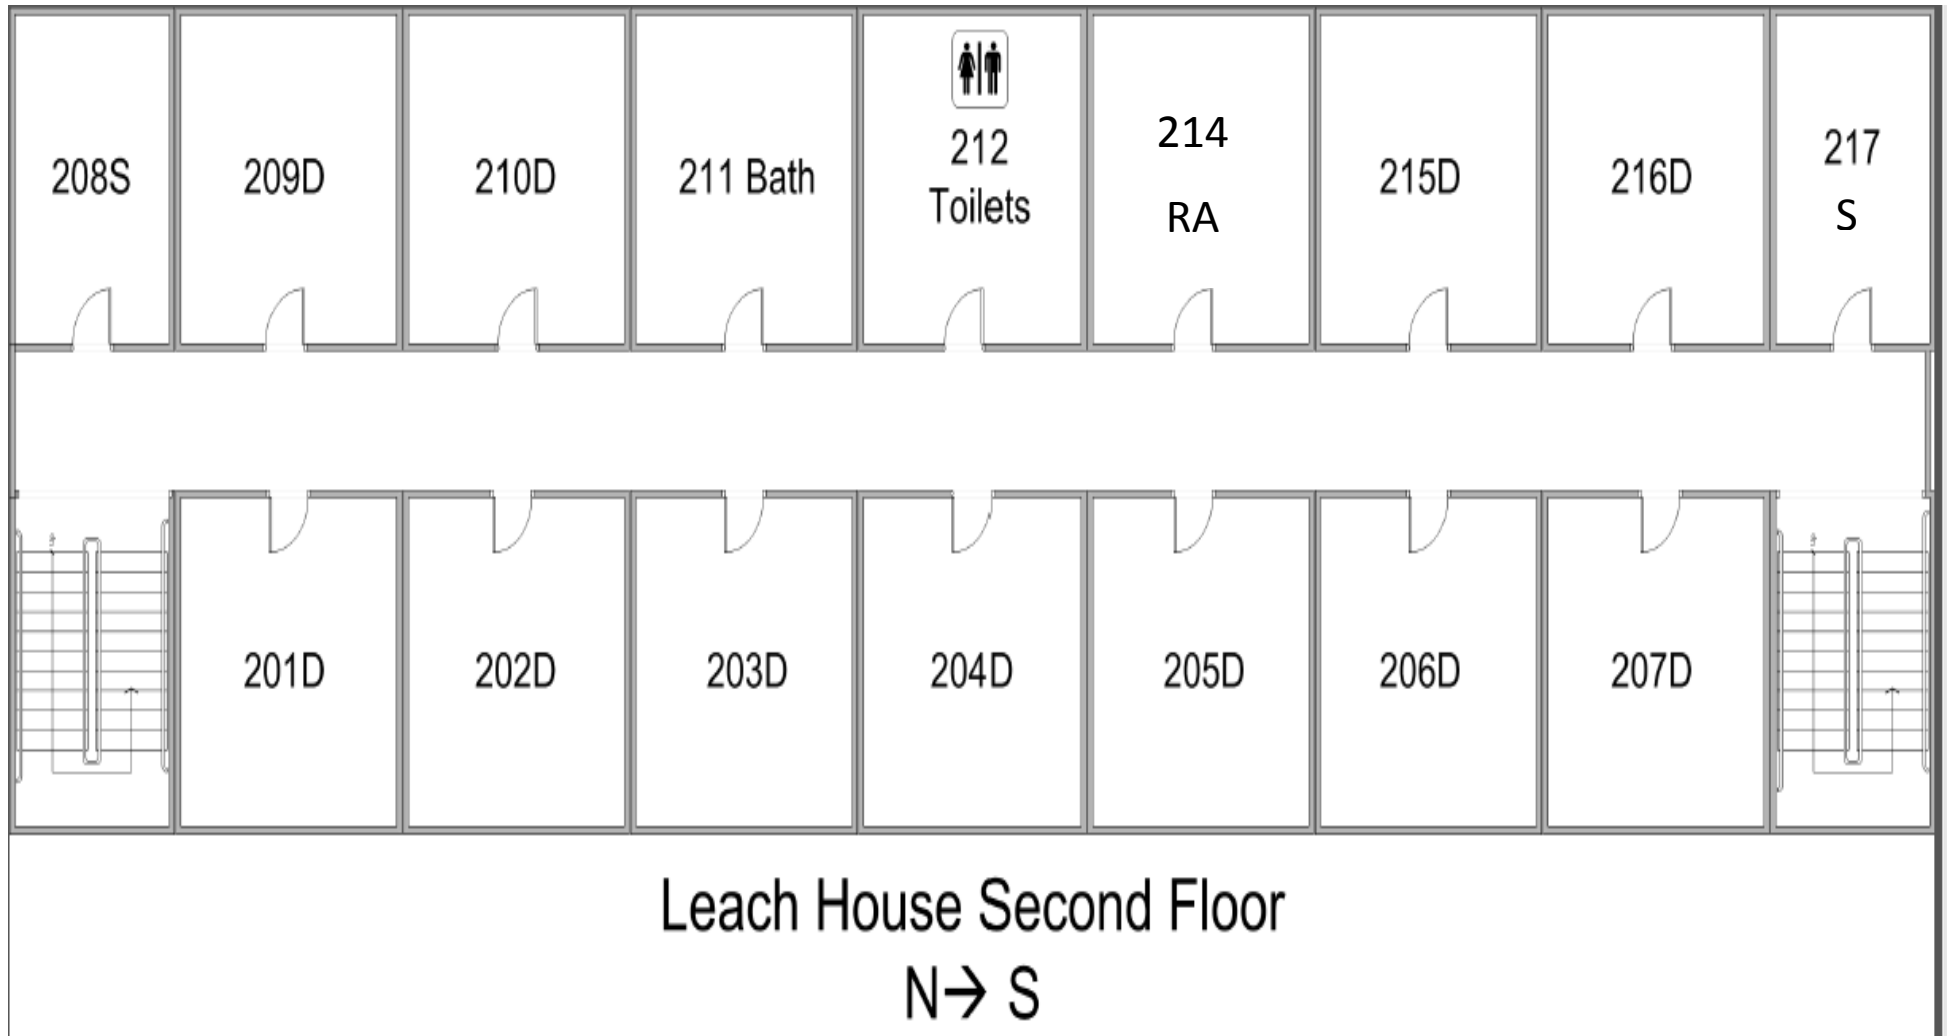 208S
209D
210D
211 Bath
212
Toilets
214
RA
215D
216D
217
S
201D
202D
203D
204D
205D
206D
207D
Leach House Second Floor
N→ S